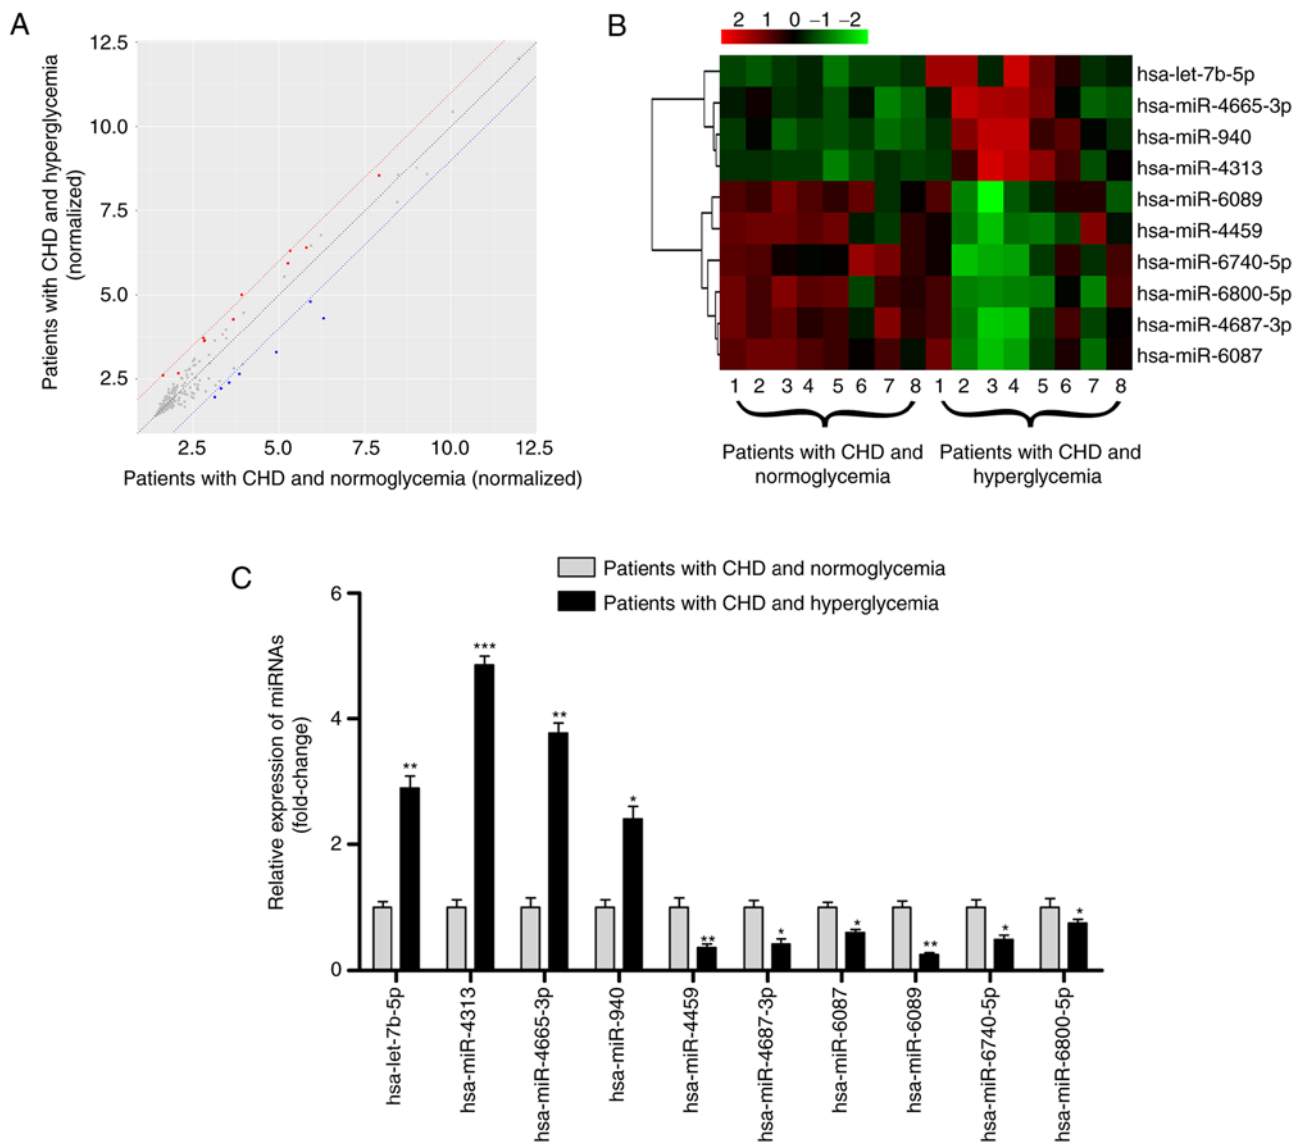 A
Patients with CHD and hyperglycemia
(normalized)
12.5
10.0
7.5
5.0
2.5
2.5 5.0 7.5 10.0 12.5
Patients with CHD and normoglycemia (normalized)
B
2 1 0 −1 −2
hsa-let-7b-5p
hsa-miR-4665-3p
hsa-miR-940
hsa-miR-4313
hsa-miR-6089
hsa-miR-4459
hsa-miR-6740-5p
hsa-miR-6800-5p
hsa-miR-4687-3p
hsa-miR-6087
1 2 3 4 5 6 7 8 1 2 3 4 5 6 7 8
Patients with CHD and
normoglycemia
Patients with CHD and
hyperglycemia
C
Patients with CHD and normoglycemia
Patients with CHD and hyperglycemia
Relative expression of miRNAs
(fold-change)
6
4
2
0
**
***
**
*
**
*
*
**
*
*
hsa-let-7b-5p
hsa-miR-4313
hsa-miR-4665-3p
hsa-miR-940
hsa-miR-4459
hsa-miR-4687-3p
hsa-miR-6087
hsa-miR-6089
hsa-miR-6740-5p
hsa-miR-6800-5p